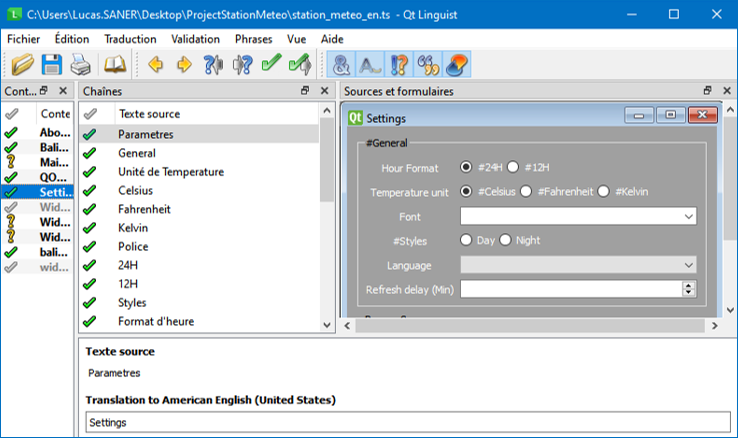 C:\Users\Lucas.SANER\Desktop\ProjectStationMeteo\station_meteo_en.ts - Qt Linguist
Fichier Édition Traduction Validation Phrases Vue Aide
Cont...
Conte
Abo...
Bali...
Mai...
QO...
Setti...
Wid...
Wid...
Wid...
bali...
wid...
Chaînes
Texte source
Parametres
General
Unité de Temperature
Celsius
Fahrenheit
Kelvin
Police
24H
12H
Styles
Format d'heure
Sources et formulaires
Qt Settings
#General
Hour Format #24H #12H
Temperature unit #Celsius #Fahrenheit #Kelvin
Font
#Styles Day Night
Language
Refresh delay (Min)
Texte source
Parametres
Translation to American English (United States)
Settings